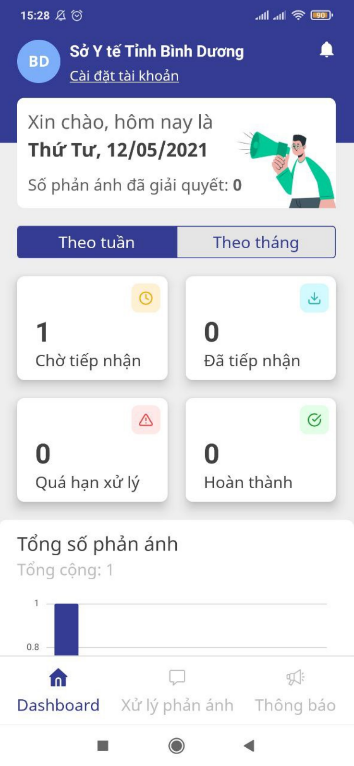 15:28
90
BD
Sở Y tế Tỉnh Bình Dương
Cài đặt tài khoản
Xin chào, hôm nay là
Thứ Tư, 12/05/2021
Số phản ánh đã giải quyết: 0
Theo tuần
Theo tháng
1
Chờ tiếp nhận
0
Đã tiếp nhận
0
Quá hạn xử lý
0
Hoàn thành
Tổng số phản ánh
Tổng cộng: 1
1
0.8
Dashboard
Xử lý phản ánh
Thông báo